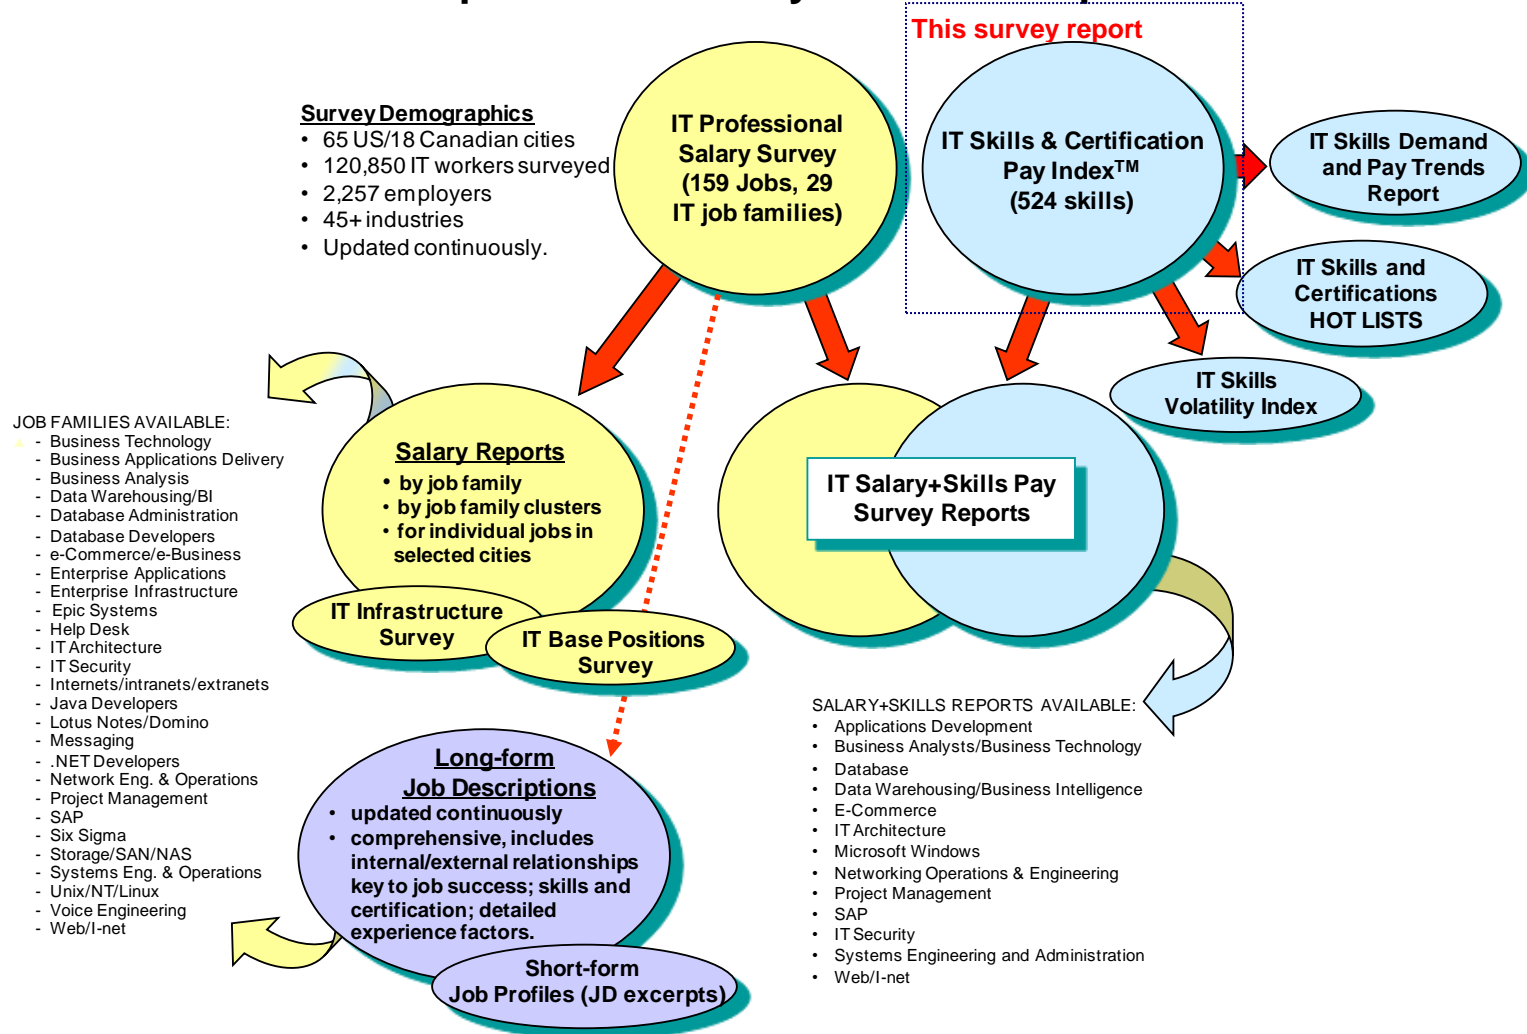 This survey report
Survey Demographics
• 65 US/18 Canadian cities
• 120,850 IT workers surveyed
• 2,257 employers
• 45+ industries
• Updated continuously.
IT Professional
Salary Survey
(159 Jobs, 29
IT job families)
IT Skills & Certification
Pay Index™
(524 skills)
IT Skills Demand
and Pay Trends
Report
IT Skills and
Certifications
HOT LISTS
IT Skills
Volatility Index
JOB FAMILIES AVAILABLE:
- Business Technology
- Business Applications Delivery
- Business Analysis
- Data Warehousing/BI
- Database Administration
- Database Developers
- e-Commerce/e-Business
- Enterprise Applications
- Enterprise Infrastructure
- Epic Systems
- Help Desk
- IT Architecture
- IT Security
- Internets/intranets/extranets
- Java Developers
- Lotus Notes/Domino
- Messaging
- .NET Developers
- Network Eng. & Operations
- Project Management
- SAP
- Six Sigma
- Storage/SAN/NAS
- Systems Eng. & Operations
- Unix/NT/Linux
- Voice Engineering
- Web/I-net
Salary Reports
• by job family
• by job family clusters
• for individual jobs in
selected cities
IT Infrastructure
Survey
IT Base Positions
Survey
IT Salary+Skills Pay
Survey Reports
Long-form
Job Descriptions
• updated continuously
• comprehensive, includes
internal/external relationships
key to job success; skills and
certification; detailed
experience factors.
Short-form
Job Profiles (JD excerpts)
SALARY+SKILLS REPORTS AVAILABLE:
• Applications Development
• Business Analysts/Business Technology
• Database
• Data Warehousing/Business Intelligence
• E-Commerce
• IT Architecture
• Microsoft Windows
• Networking Operations & Engineering
• Project Management
• SAP
• IT Security
• Systems Engineering and Administration
• Web/I-net